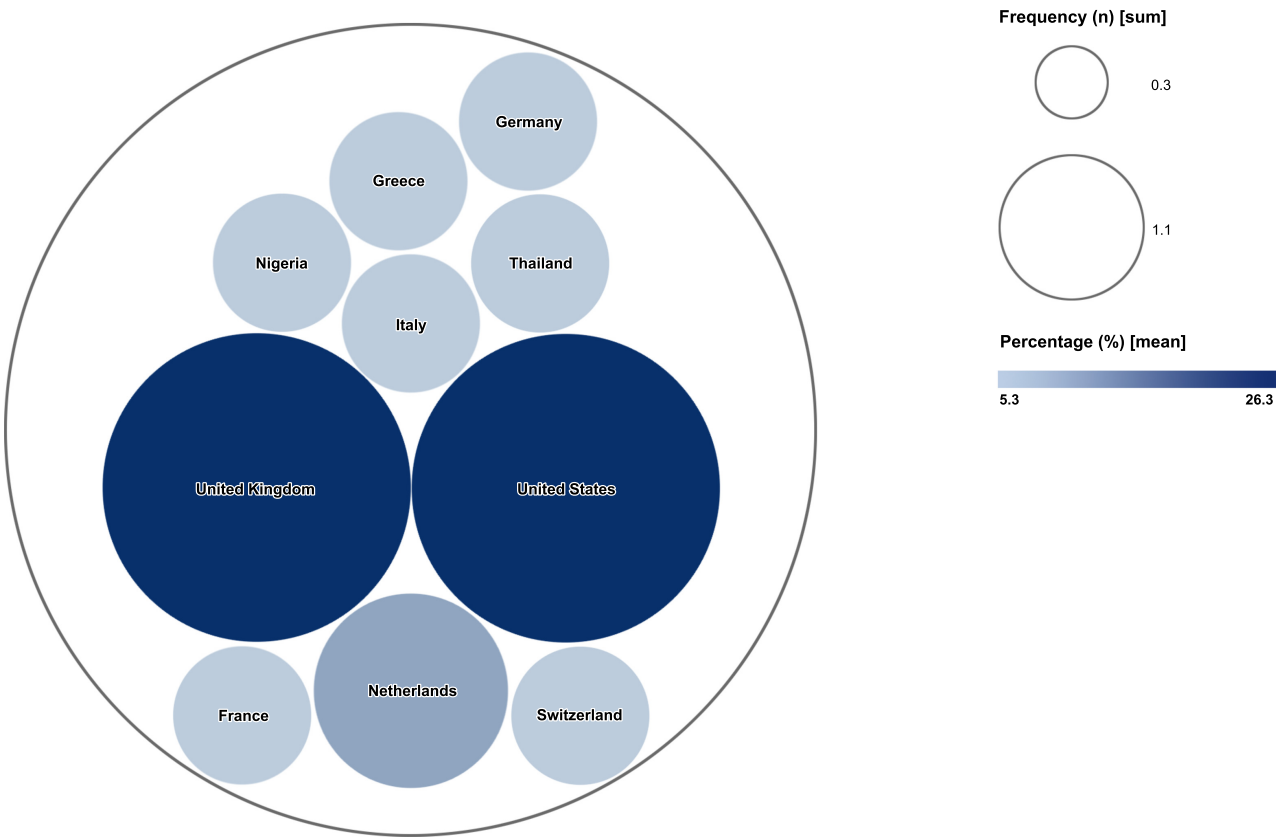 Frequency (n) [sum]
0.3
1.1
Percentage (%) [mean]
5.3 26.3
Germany
Greece
Nigeria
Thailand
Italy
United Kingdom
United States
Netherlands
France
Switzerland